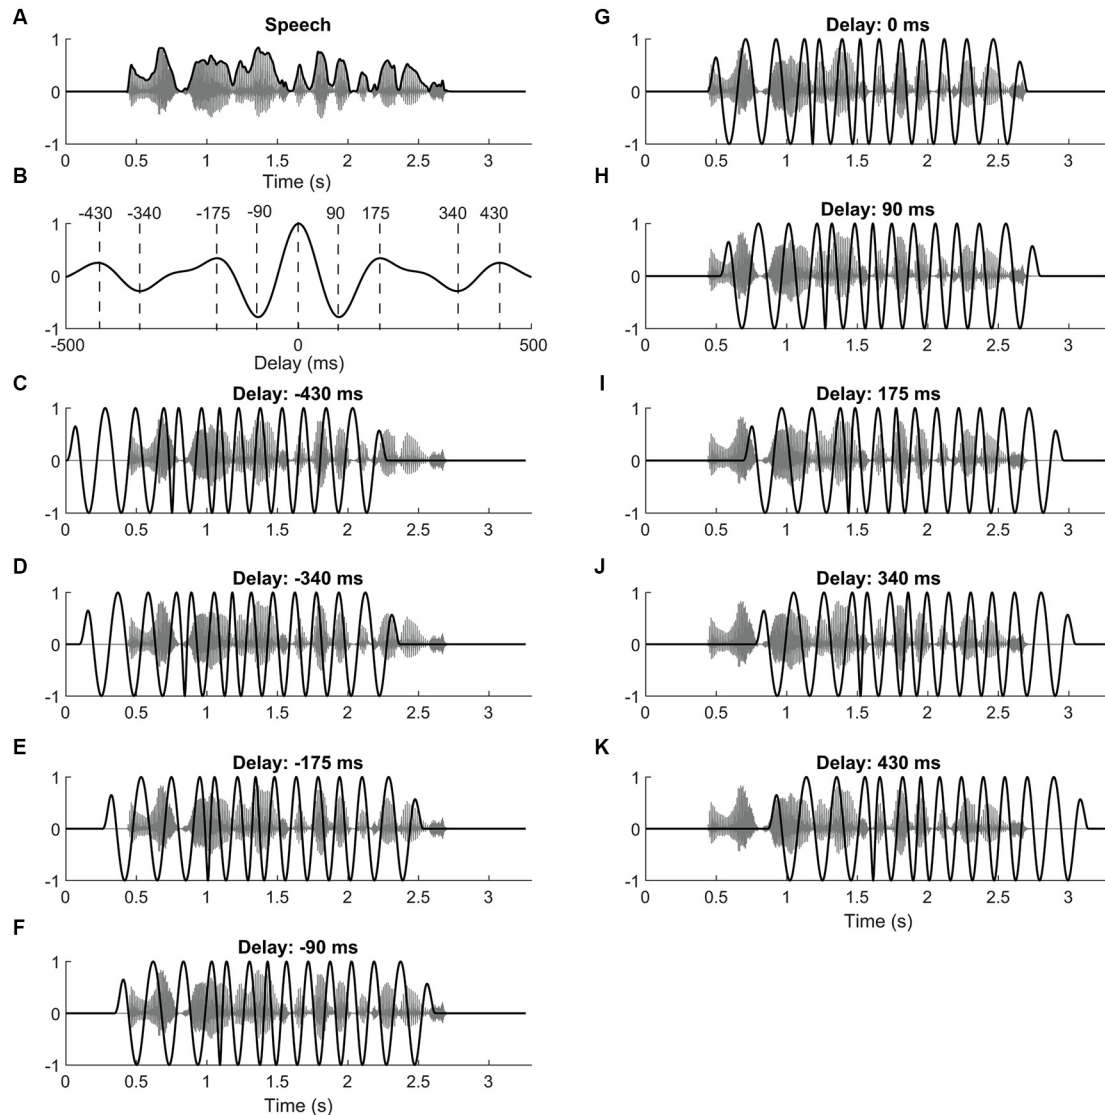 A
Speech
1
0
-1
0 0.5 1 1.5 2 2.5 3
Time (s)
B
-430 -340 -175 -90 90 175 340 430
1
0
-1
-500 0 500
Delay (ms)
C
Delay: -430 ms
1
0
-1
0 0.5 1 1.5 2 2.5 3
D
Delay: -340 ms
1
0
-1
0 0.5 1 1.5 2 2.5 3
E
Delay: -175 ms
1
0
-1
0 0.5 1 1.5 2 2.5 3
F
Delay: -90 ms
1
0
-1
0 0.5 1 1.5 2 2.5 3
Time (s)
G
Delay: 0 ms
1
0
-1
0 0.5 1 1.5 2 2.5 3
H
Delay: 90 ms
1
0
-1
0 0.5 1 1.5 2 2.5 3
I
Delay: 175 ms
1
0
-1
0 0.5 1 1.5 2 2.5 3
J
Delay: 340 ms
1
0
-1
0 0.5 1 1.5 2 2.5 3
K
Delay: 430 ms
1
0
-1
0 0.5 1 1.5 2 2.5 3
Time (s)